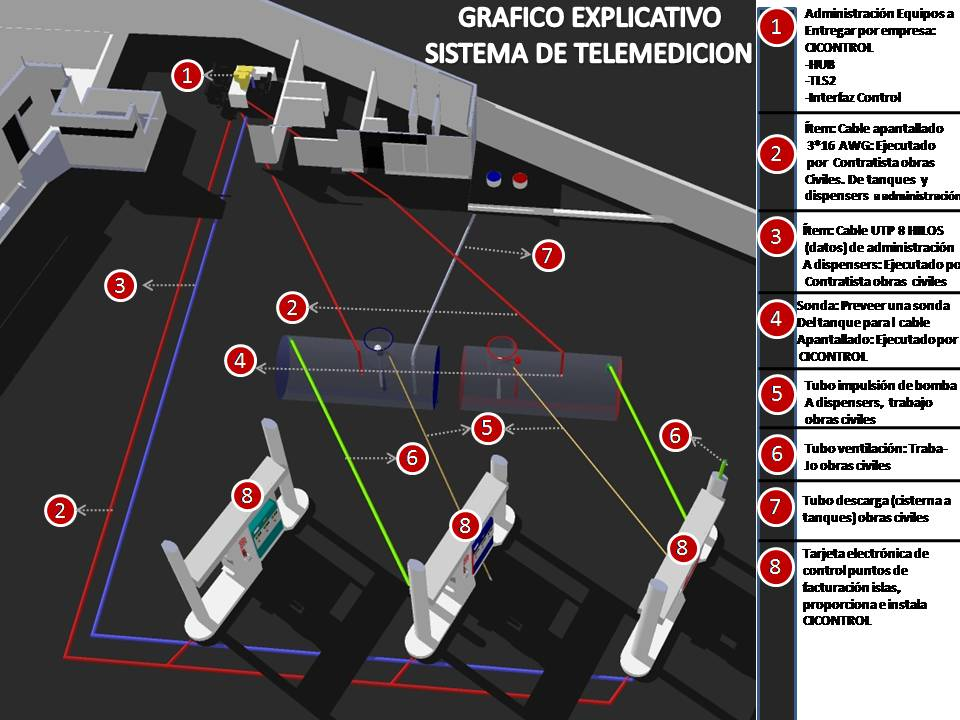 GRAFICO EXPLICATIVO
SISTEMA DE TELEMEDICION
1
2
3
7
2
4
5
6
6
2
8
8
8
1
Administración Equipos a
Entregar por empresa:
CICONTROL
-HUB
-TLS2
-Interfaz Control
2
Ítem: Cable apantallado
3*16 AWG: Ejecutado
por Contratista obras
Civiles. De tanques y
dispensers a administración
3
Ítem: Cable UTP 8 HILOS
(datos) de administración
A dispensers: Ejecutado po
Contratista obras civiles
4
Sonda: Preveer una sonda
Del tanque para l cable
Apantallado: Ejecutado por
CICONTROL
5
Tubo impulsión de bomba
A dispensers, trabajo
obras civiles
6
Tubo ventilación: Traba-
Jo obras civiles
7
Tubo descarga (cisterna a
tanques) obras civiles
8
Tarjeta electrónica de
control puntos de
facturación islas,
proporciona e instala
CICONTROL